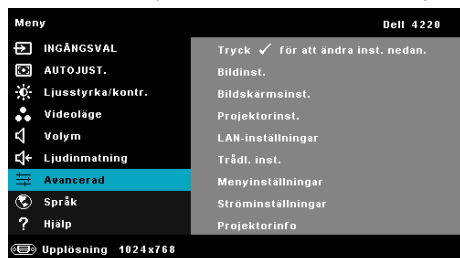 Meny Dell 4220
INGÅNGSVAL Tryck ✓ för att ändra inst. nedan.
AUTOJUST. Bildinst.
Ljusstyrka/kontr. Bildskärmsinst.
Videoläge Projektorinst.
Volym LAN-inställningar
Ljudinmatning Trådl. inst.
Avancerad Menyinställningar
Språk Ströminställningar
? Hjälp Projektorinfo
Upplösning 1024x768